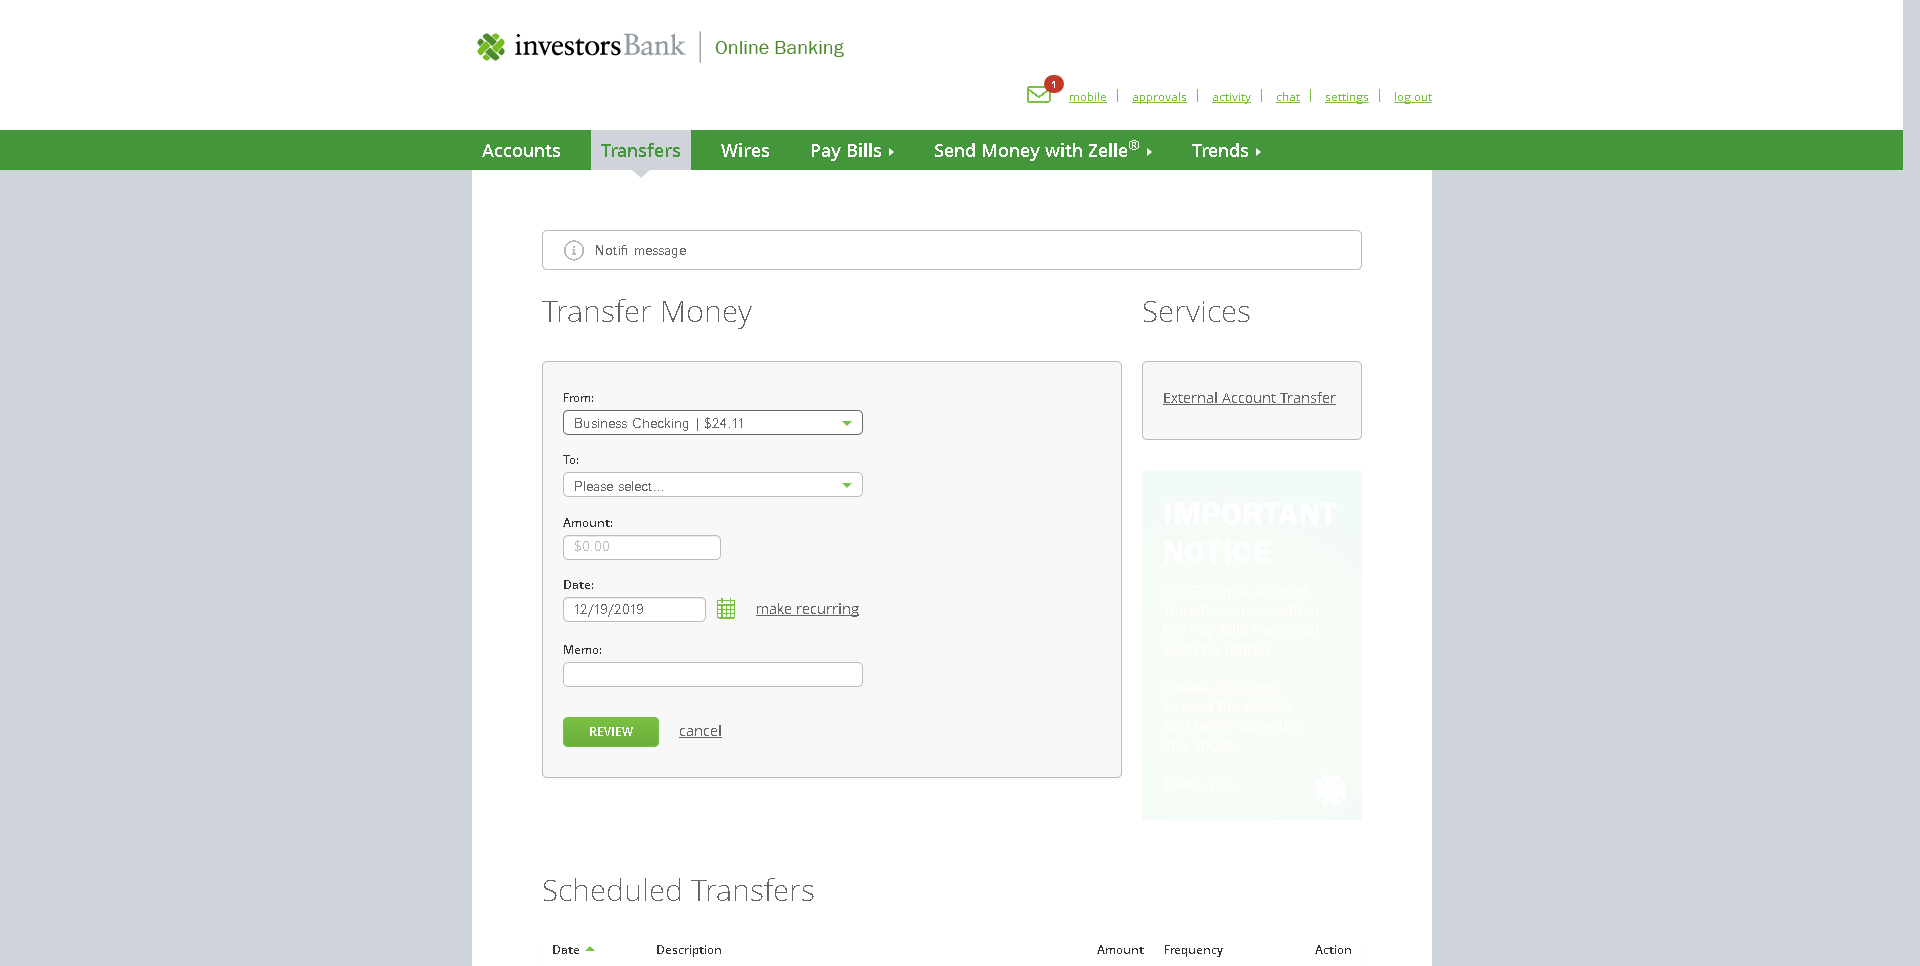 investorsBank | Online Banking
1
mobile | approvals | activity | chat | settings | log out
Accounts Transfers Wires Pay Bills Send Money with Zelle® Trends
Notifi message
Transfer Money
Services
From:
Business Checking | $24.11
To:
Please select...
Amount:
$0.00
Date:
12/19/2019 make recurring
Memo:
REVIEW cancel
External Account Transfer
IMPORTANT
NOTICE
Our External Account
Transfer Service within
the Pay Bills menu will
soon be retired.
Please click here
to read the details
and begin using the
link above.
Thank you.
Scheduled Transfers
Date Description Amount Frequency Action